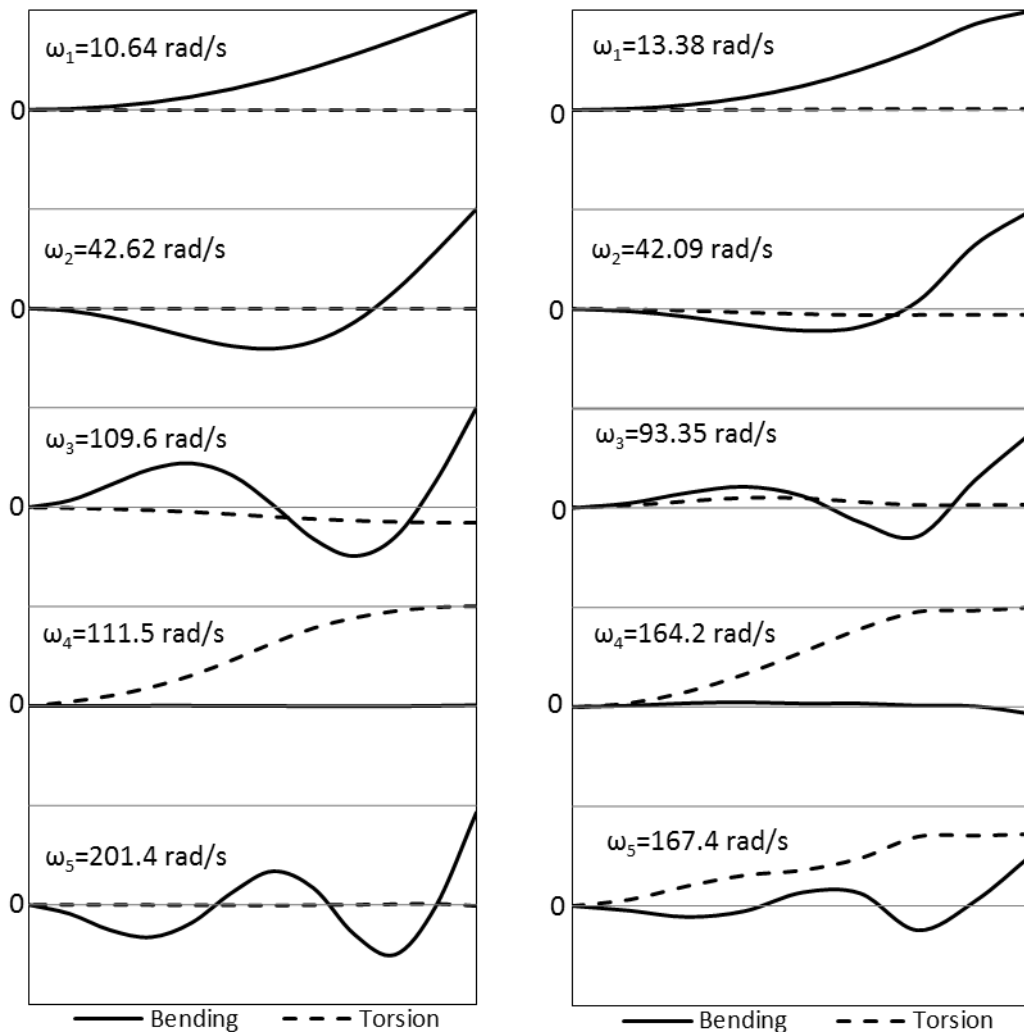 ω₁=10.64 rad/s
0
ω₂=42.62 rad/s
0
ω₃=109.6 rad/s
0
ω₄=111.5 rad/s
0
ω₅=201.4 rad/s
0
Bending Torsion
ω₁=13.38 rad/s
0
ω₂=42.09 rad/s
0
ω₃=93.35 rad/s
0
ω₄=164.2 rad/s
0
ω₅=167.4 rad/s
0
Bending Torsion